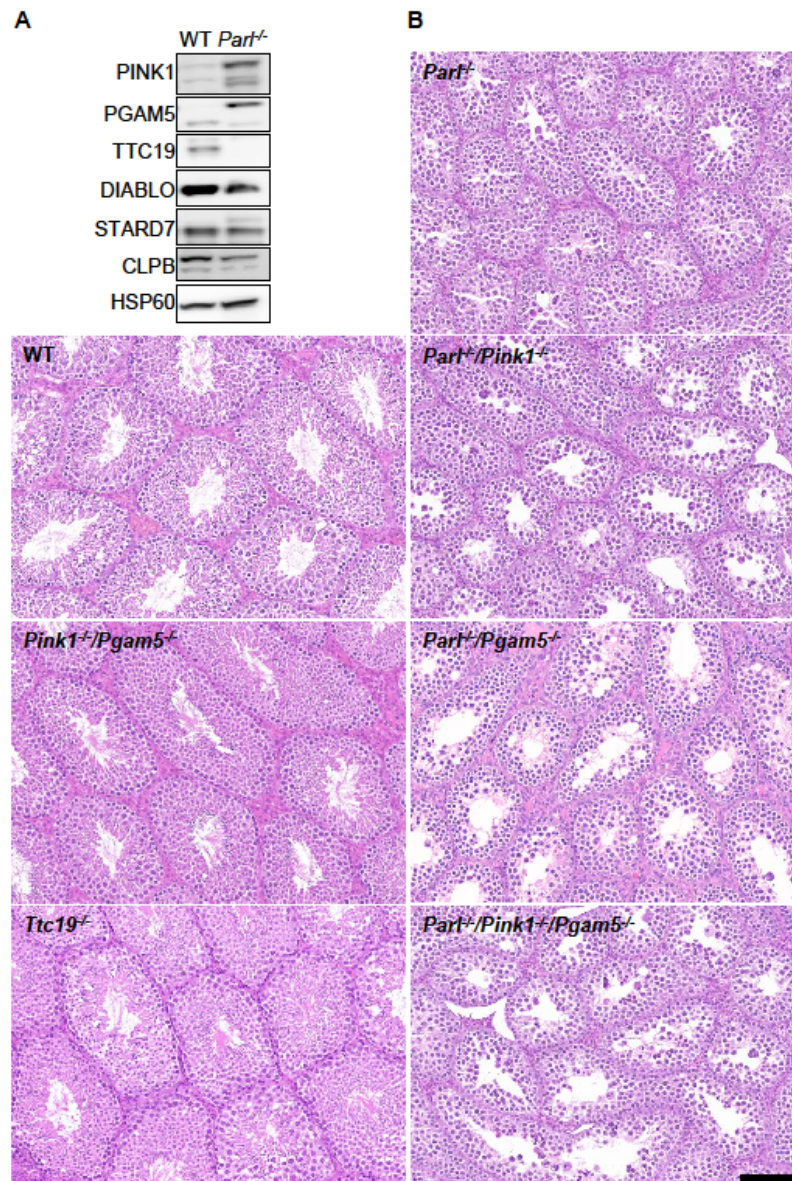 A
B
WT Parl-/-
PINK1
PGAM5
TTC19
DIABLO
STARD7
CLPB
HSP60
Parl-/-
WT
Parl-/-/Pink1-/-
Pink1-/-/Pgam5-/-
Parl-/-/Pgam5-/-
Ttc19-/-
Parl-/-/Pink1-/-/Pgam5-/-